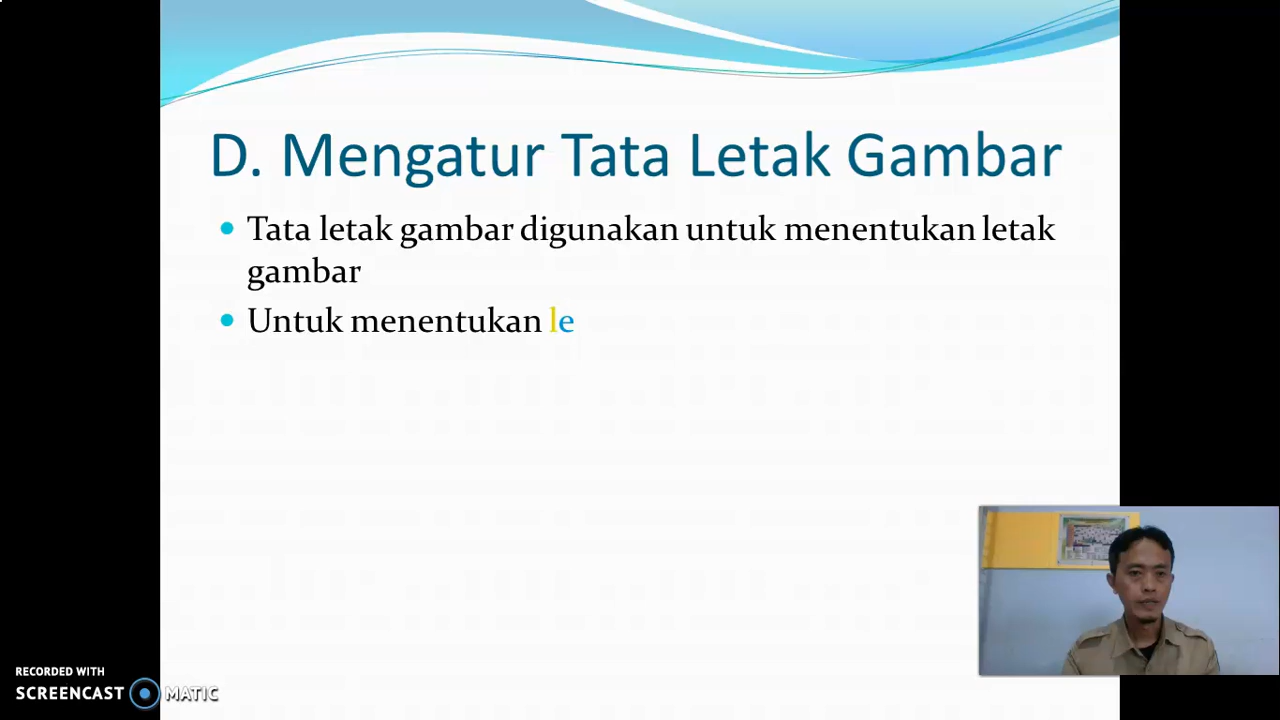 D. Mengatur Tata Letak Gambar
• Tata letak gambar digunakan untuk menentukan letak
gambar
• Untuk menentukan le
RECORDED WITH
SCREENCAST MATIC